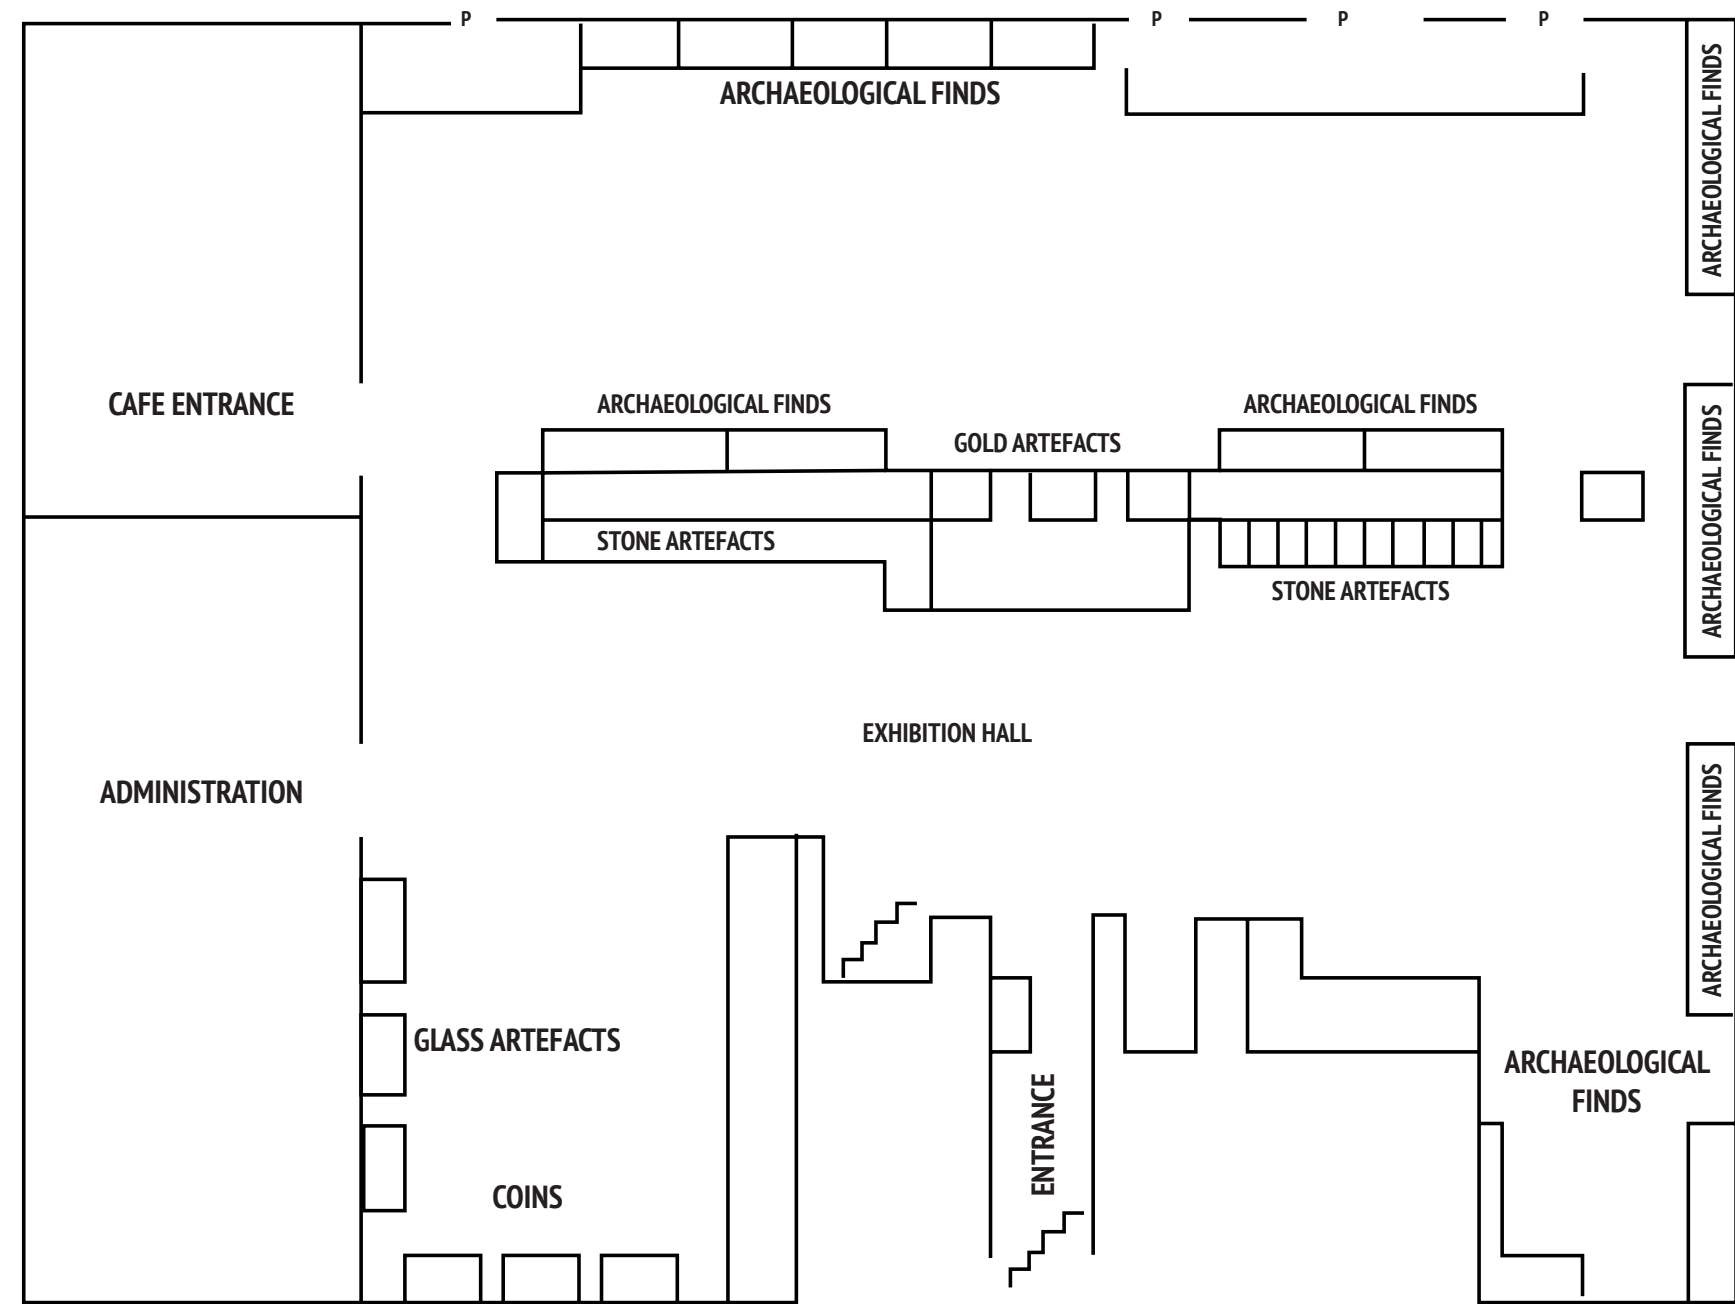 P
P
P
P
ARCHAEOLOGICAL FINDS
ARCHAEOLOGICAL FINDS
CAFE ENTRANCE
ARCHAEOLOGICAL FINDS
ARCHAEOLOGICAL FINDS
GOLD ARTEFACTS
ARCHAEOLOGICAL FINDS
STONE ARTEFACTS
STONE ARTEFACTS
EXHIBITION HALL
ADMINISTRATION
ARCHAEOLOGICAL FINDS
GLASS ARTEFACTS
ARCHAEOLOGICAL
FINDS
ENTRANCE
COINS